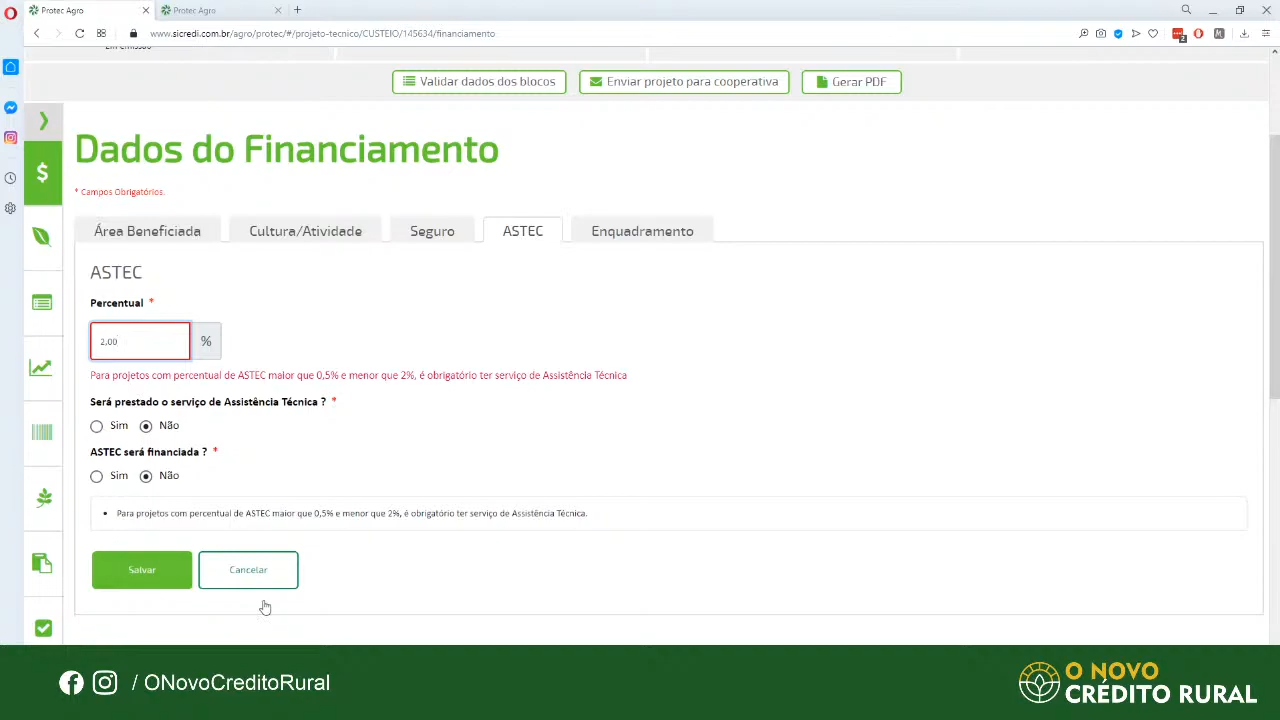 Protec Agro
Protec Agro
www.sicredi.com.br/agro/protec/#/projeto-tecnico/CUSTEIO/145634/financiamento
2
M
Validar dados dos blocos
Enviar projeto para cooperativa
Gerar PDF
Dados do Financiamento
* Campos Obrigatórios.
Área Beneficiada
Cultura/Atividade
Seguro
ASTEC
Enquadramento
ASTEC
Percentual *
2,00
%
Para projetos com percentual de ASTEC maior que 0,5% e menor que 2%, é obrigatório ter serviço de Assistência Técnica
Será prestado o serviço de Assistência Técnica ? *
Sim
Não
ASTEC será financiada ? *
Sim
Não
• Para projetos com percentual de ASTEC maior que 0,5% e menor que 2%, é obrigatório ter serviço de Assistência Técnica.
Salvar
Cancelar
/ ONovoCreditoRural
O NOVO
CRÉDITO RURAL